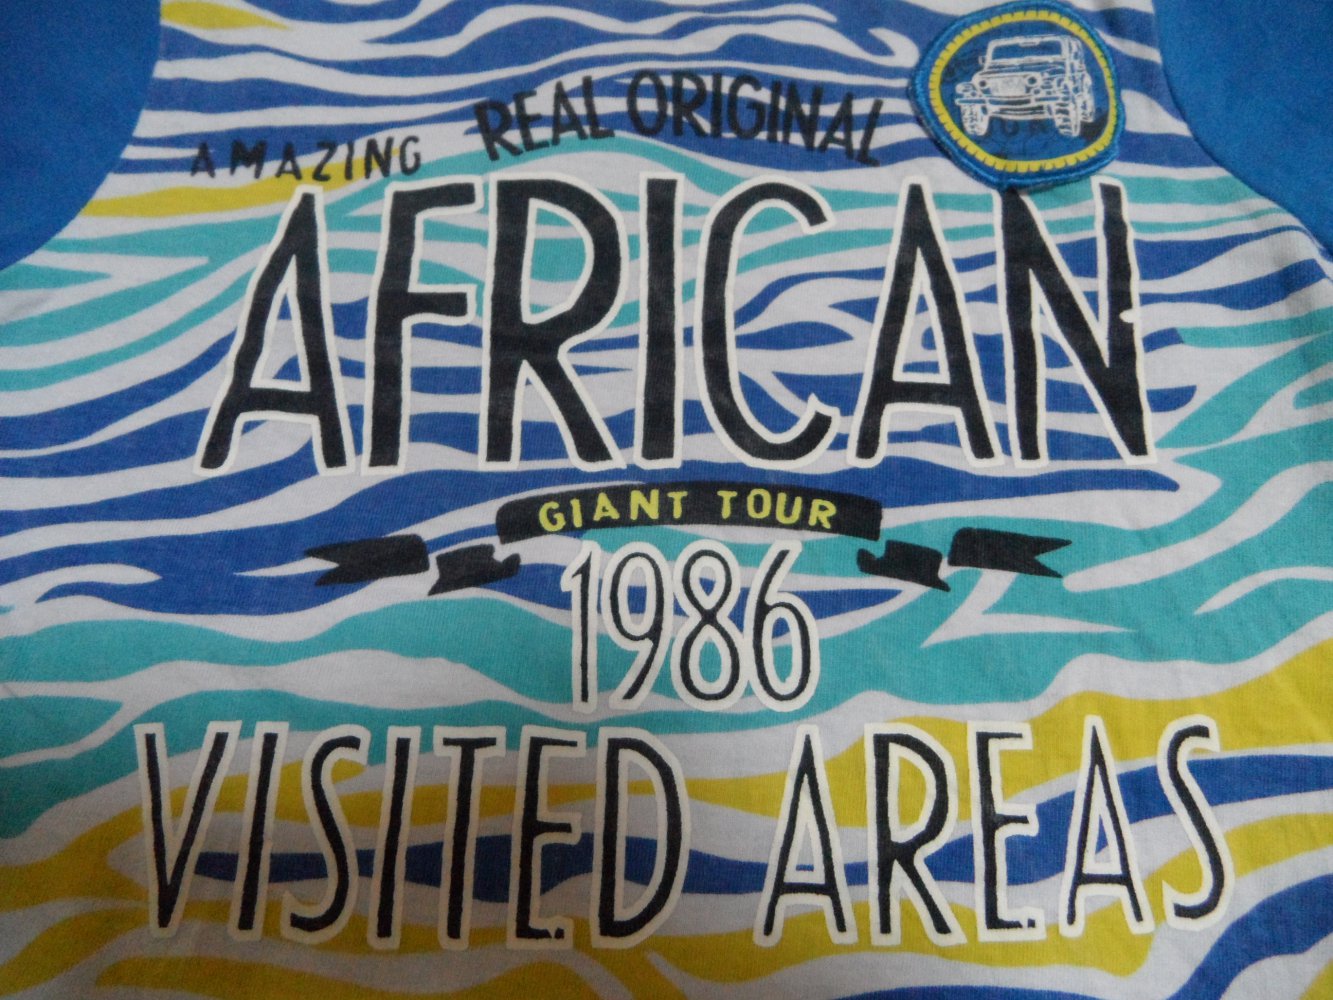 AMAZING REAL ORIGINAL
AFRICAN
GIANT TOUR
1986
VISITED AREAS